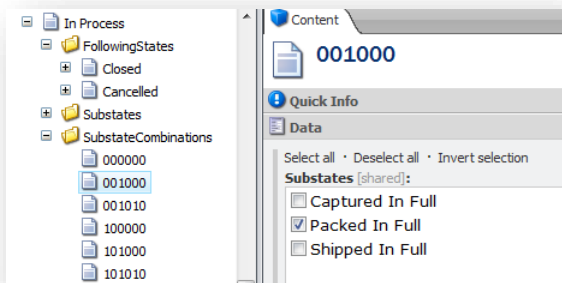 In Process
FollowingStates
Closed
Cancelled
Substates
SubstateCombinations
000000
001000
001010
100000
101000
101010
Content
001000
Quick Info
Data
Select all · Deselect all · Invert selection
Substates [shared]:
Captured In Full
Packed In Full
Shipped In Full